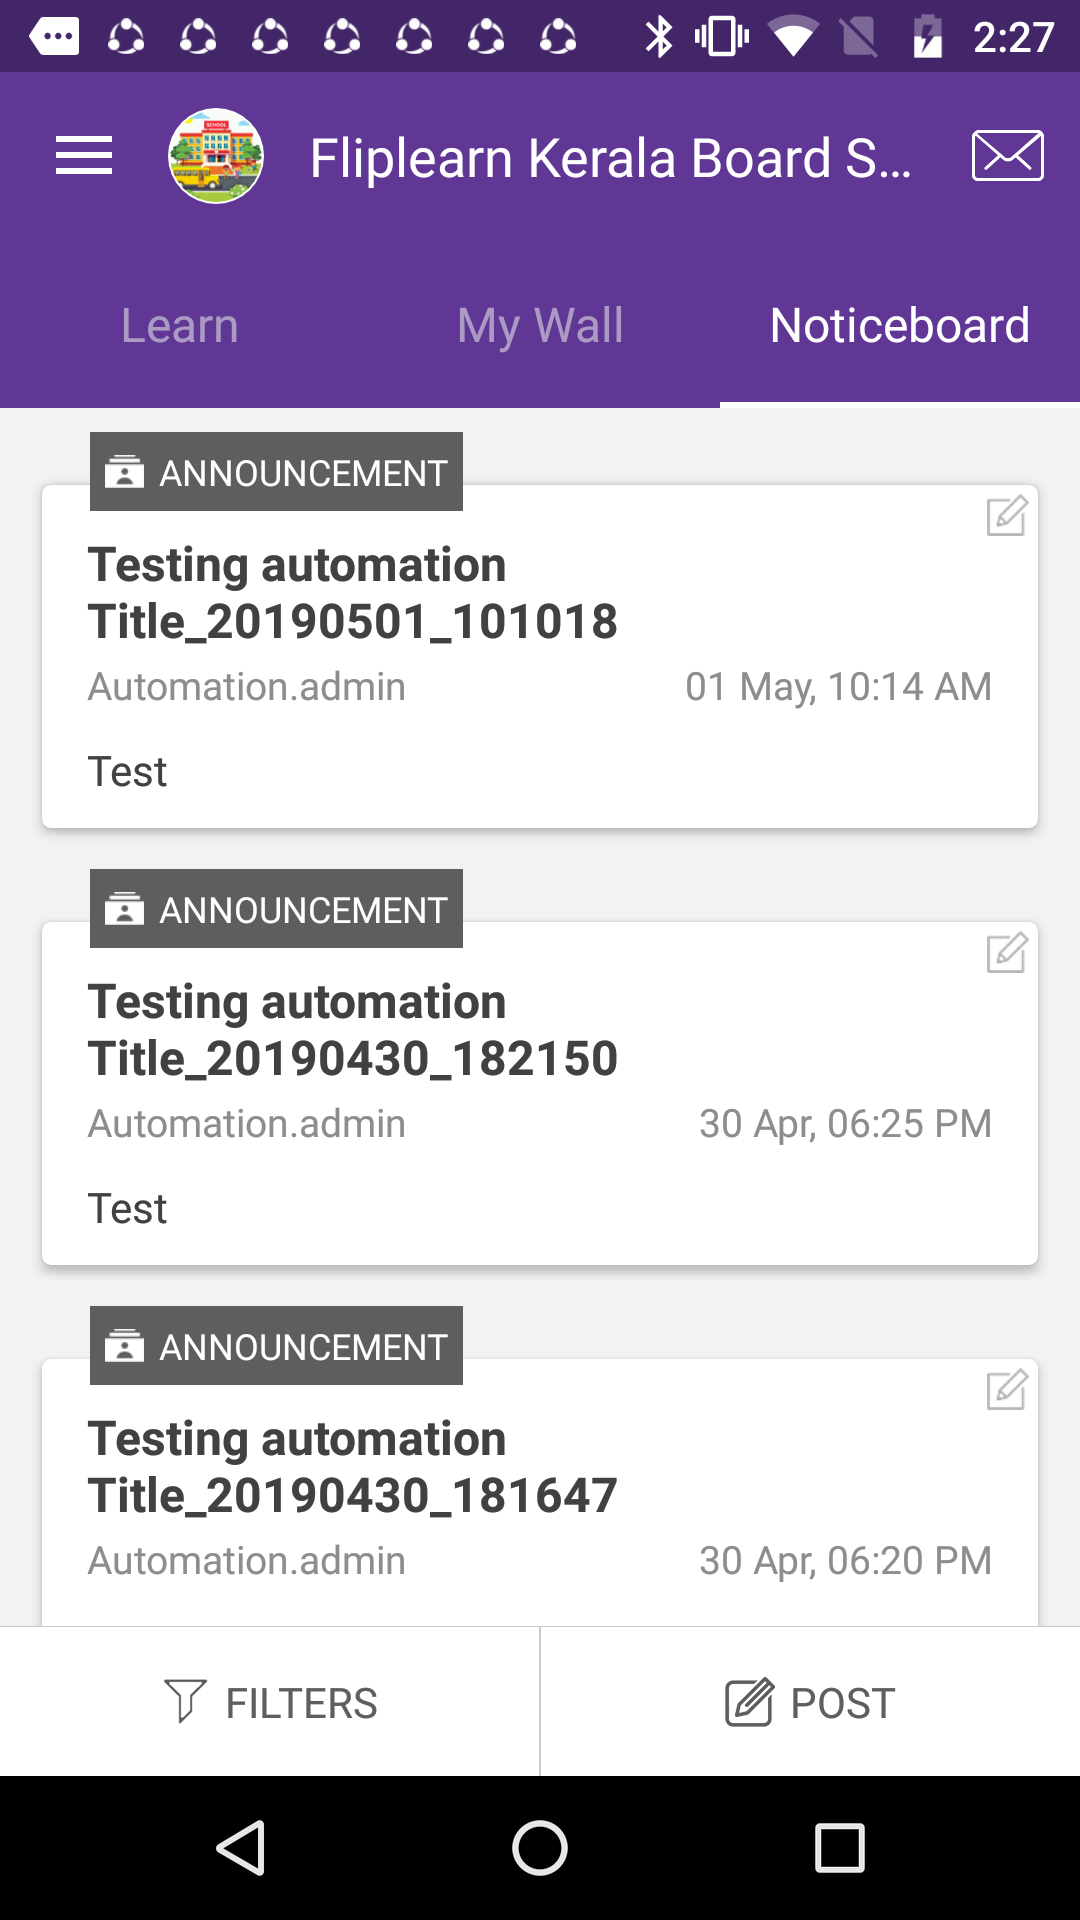 2:27
Fliplearn Kerala Board S...
Learn
My Wall
Noticeboard
ANNOUNCEMENT
Testing automation
Title_20190501_101018
Automation.admin
01 May, 10:14 AM
Test
ANNOUNCEMENT
Testing automation
Title_20190430_182150
Automation.admin
30 Apr, 06:25 PM
Test
ANNOUNCEMENT
Testing automation
Title_20190430_181647
Automation.admin
30 Apr, 06:20 PM
FILTERS
POST